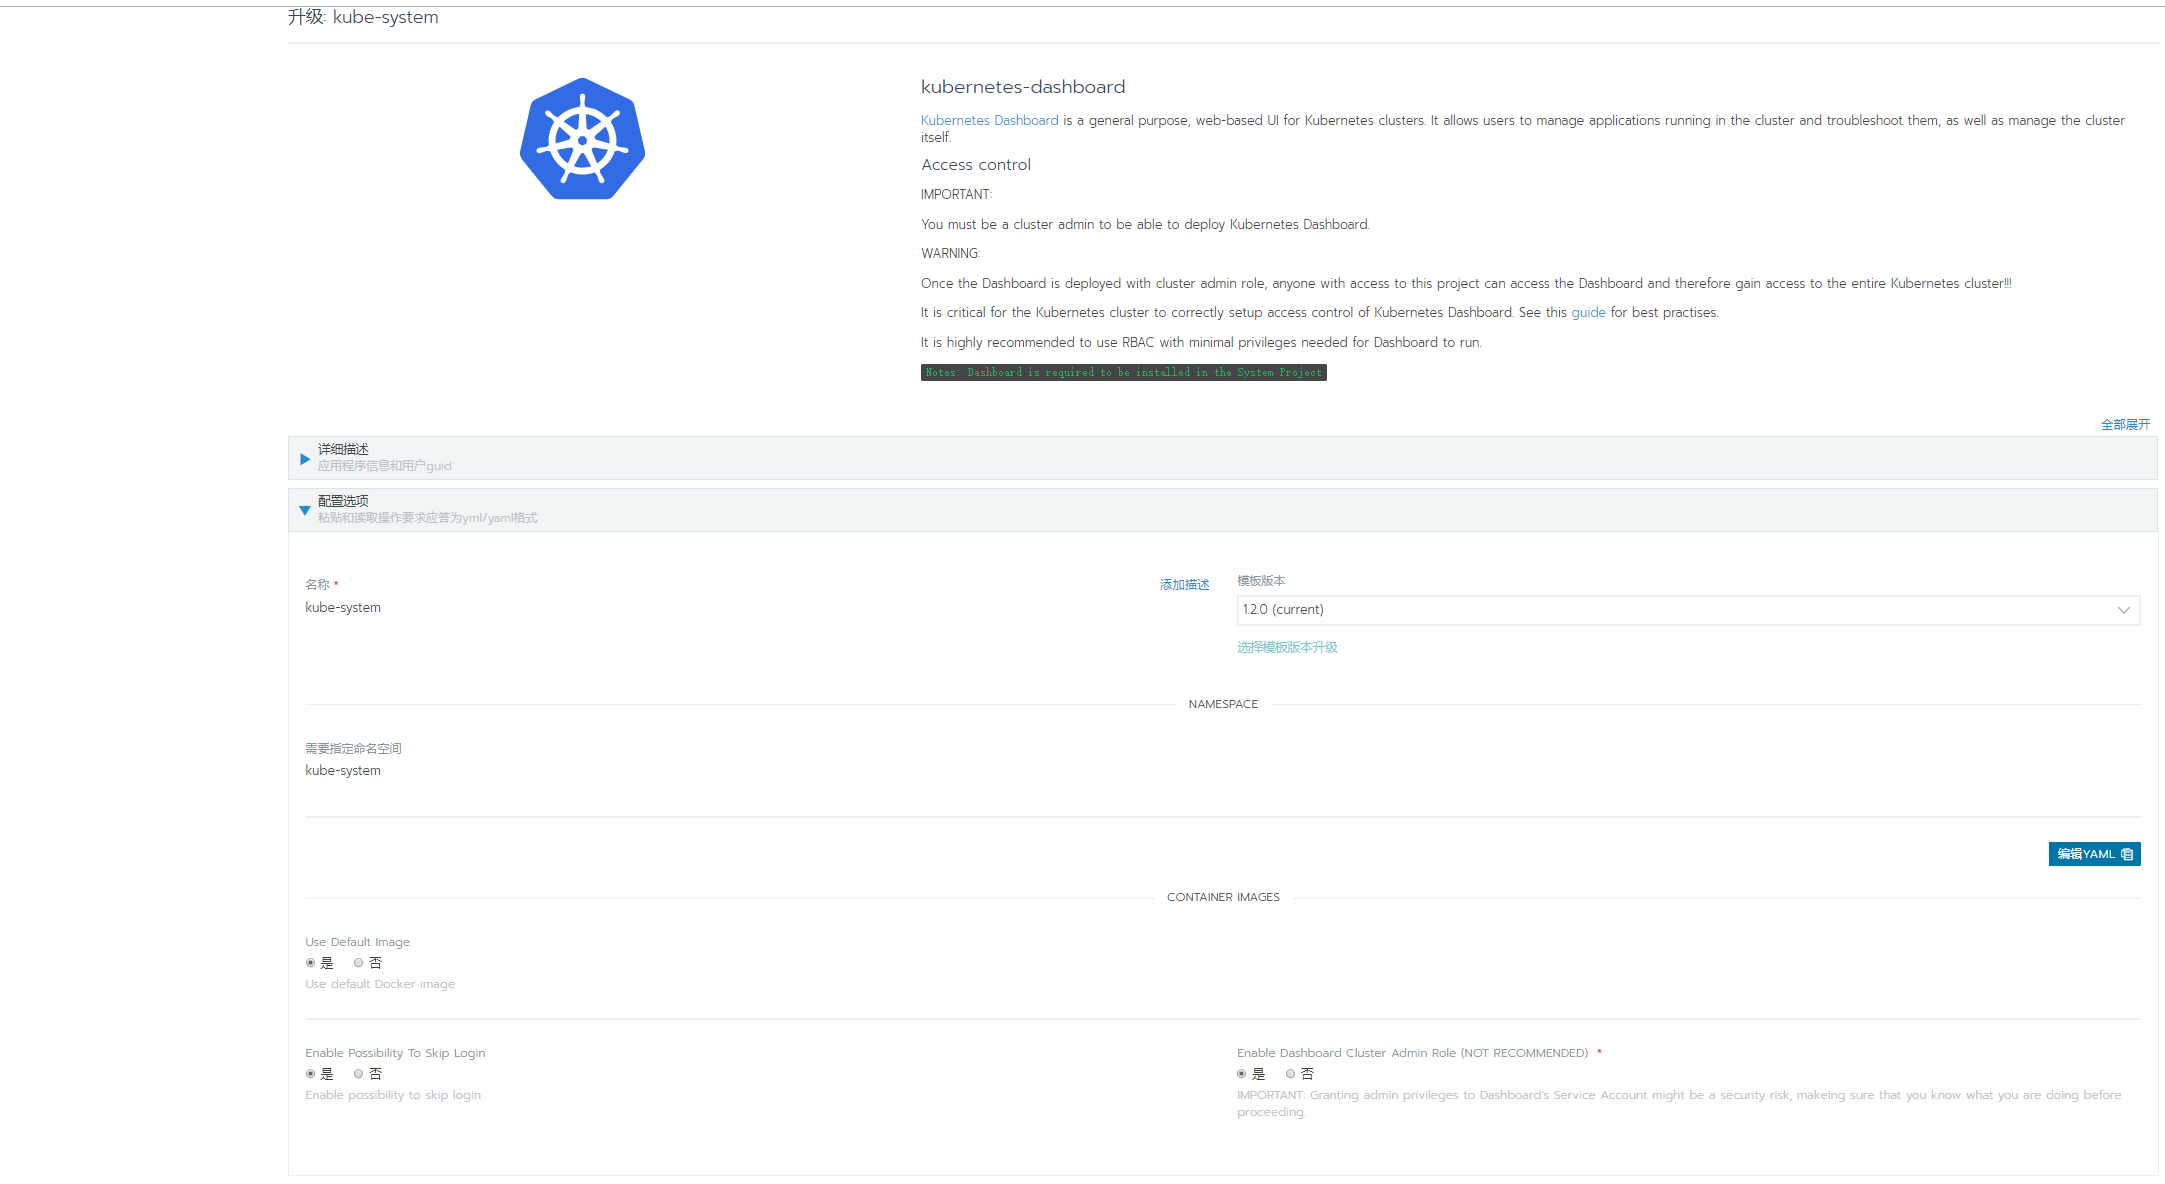 升级: kube-system
kubernetes-dashboard
Kubernetes Dashboard is a general purpose, web-based UI for Kubernetes clusters. It allows users to manage applications running in the cluster and troubleshoot them, as well as manage the cluster
itself.
Access control
IMPORTANT:
You must be a cluster admin to be able to deploy Kubernetes Dashboard.
WARNING:
Once the Dashboard is deployed with cluster admin role, anyone with access to this project can access the Dashboard and therefore gain access to the entire Kubernetes cluster!!!
It is critical for the Kubernetes cluster to correctly setup access control of Kubernetes Dashboard. See this guide for best practises.
It is highly recommended to use RBAC with minimal privileges needed for Dashboard to run.
Notes: Dashboard is required to be installed in the System Project
全部展开
详细描述
应用程序信息和用户guid
配置选项
粘贴和读取操作要求应答为yml/yaml格式
名称 *
添加描述
kube-system
模板版本
1.2.0 (current)
选择模板版本升级
NAMESPACE
需要指定命名空间
kube-system
编辑YAML
CONTAINER IMAGES
Use Default Image
是 否
Use default Docker image
Enable Possibility To Skip Login
是 否
Enable possibility to skip login
Enable Dashboard Cluster Admin Role (NOT RECOMMENDED) *
是 否
IMPORTANT: Granting admin privileges to Dashboard's Service Account might be a security risk, makeing sure that you know what you are doing before
proceeding.